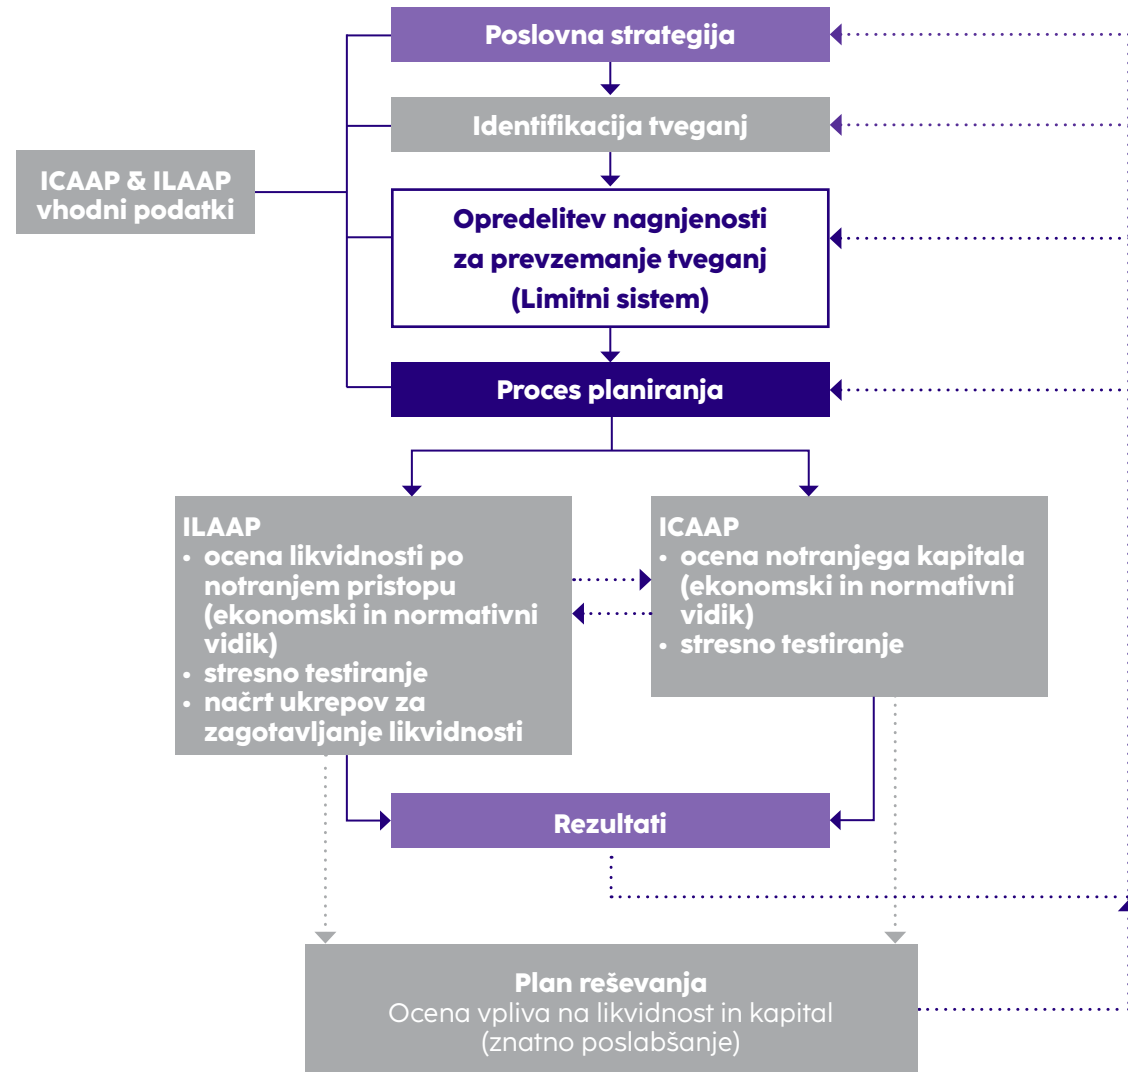 Poslovna strategija
Identifikacija tveganj
ICAAP & ILAAP
vhodni podatki
Opredelitev nagnjenosti
za prevzemanje tveganj
(Limitni sistem)
Proces planiranja
ILAAP
• ocena likvidnosti po
notranjem pristopu
(ekonomski in normativni
vidik)
• stresno testiranje
• načrt ukrepov za
zagotavljanje likvidnosti
ICAAP
• ocena notranjega kapitala
(ekonomski in normativni
vidik)
• stresno testiranje
Rezultati
Plan reševanja
Ocena vpliva na likvidnost in kapital
(znatno poslabšanje)